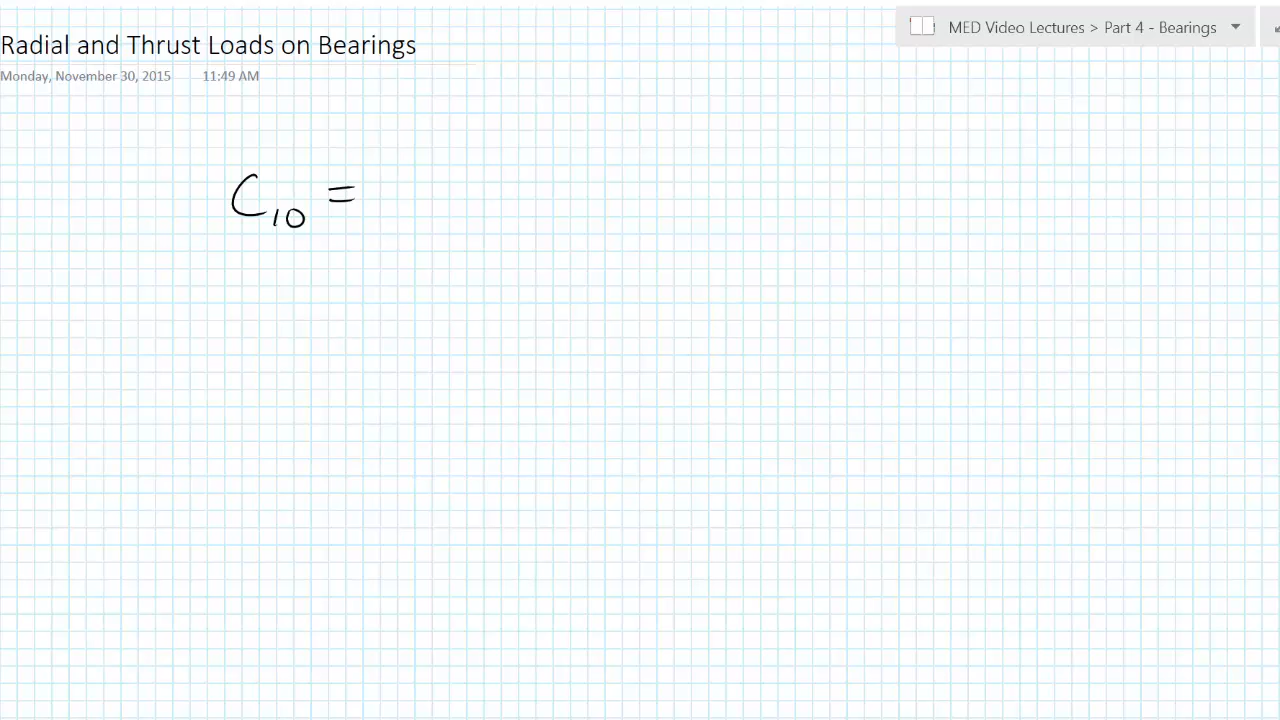 MED Video Lectures > Part 4 - Bearings
Radial and Thrust Loads on Bearings
Monday, November 30, 2015 11:49 AM
C₁₀ =